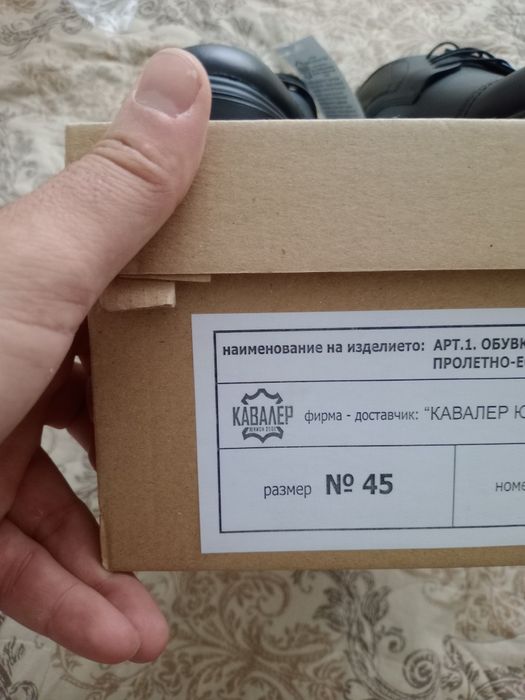 наименование на изделието: АРТ.1. ОБУВК
ПРОЛЕТНО-Е
КАВАЛЕР
фирма - доставчик: "КАВАЛЕР Ю
размер № 45
номе